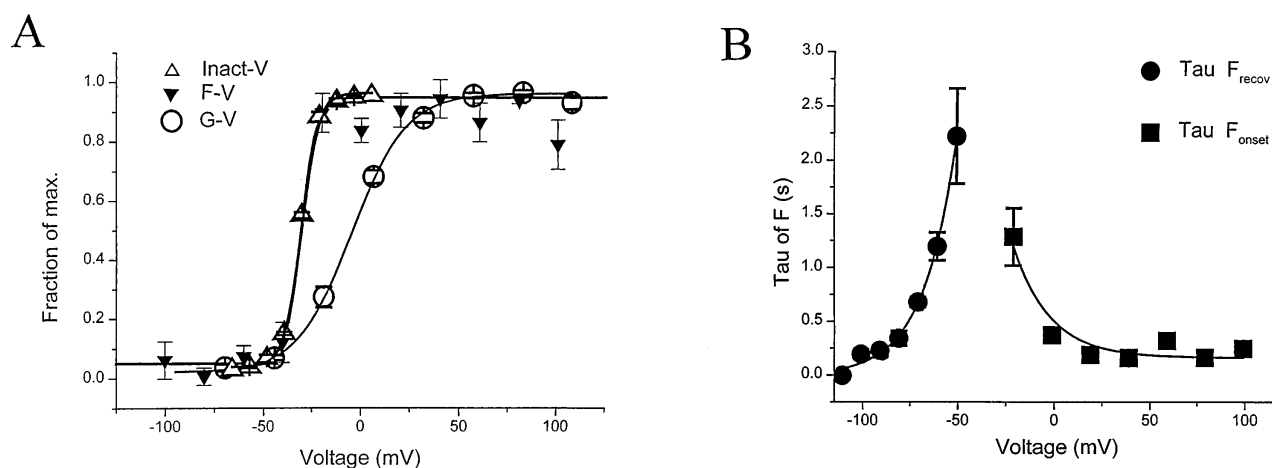 A
Inact-V
F-V
G-V
1.0
0.8
0.6
0.4
0.2
0.0
Fraction of max.
-100 -50 0 50 100
Voltage (mV)
B
Tau Frecov
Tau Fonset
3.0
2.5
2.0
1.5
1.0
0.5
0.0
Tau of F (s)
-100 -50 0 50 100
Voltage (mV)